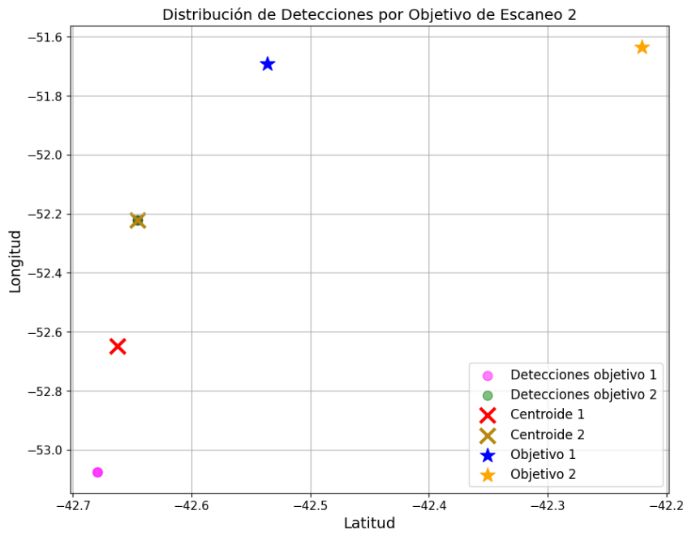 Distribución de Detecciones por Objetivo de Escaneo 2
−51.6
−51.8
−52.0
−52.2
−52.4
−52.6
−52.8
−53.0
Longitud
Detecciones objetivo 1
Detecciones objetivo 2
Centroide 1
Centroide 2
Objetivo 1
Objetivo 2
−42.7 −42.6 −42.5 −42.4 −42.3 −42.2
Latitud